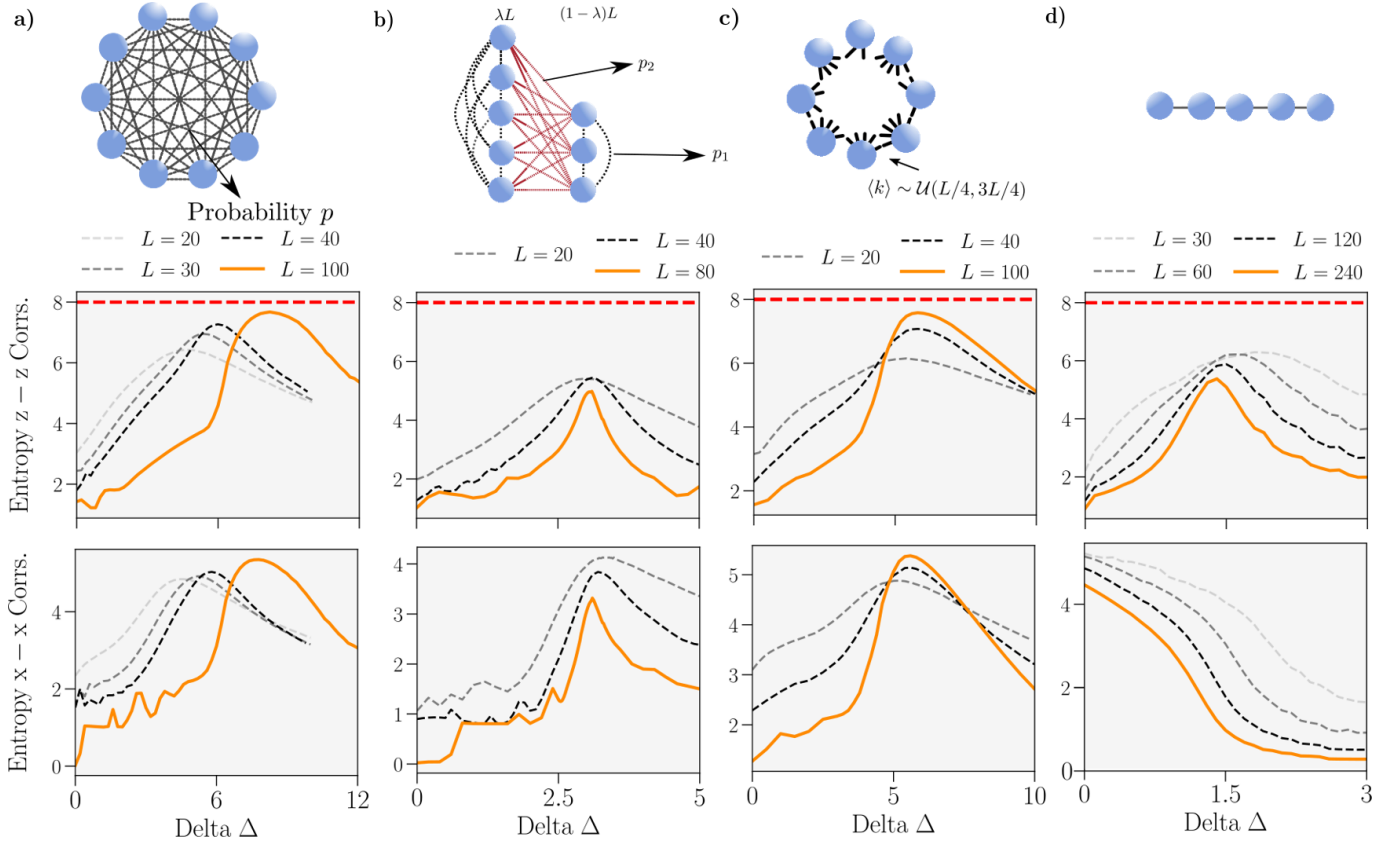 a)
Probability p
L = 20
L = 40
L = 30
L = 100
b)
λL
(1 − λ)L
p₂
p₁
L = 20
L = 40
L = 80
c)
⟨k⟩ ∼ 𝒰(L/4, 3L/4)
L = 20
L = 40
L = 100
d)
L = 30
L = 120
L = 60
L = 240
Entropy z − z Corrs.
8
6
4
2
8
6
4
2
8
6
4
2
8
6
4
2
Entropy x − x Corrs.
4
2
0
0
6
12
Delta Δ
4
3
2
1
0
0
2.5
5
Delta Δ
5
4
3
2
0
5
10
Delta Δ
4
2
0
0
1.5
3
Delta Δ